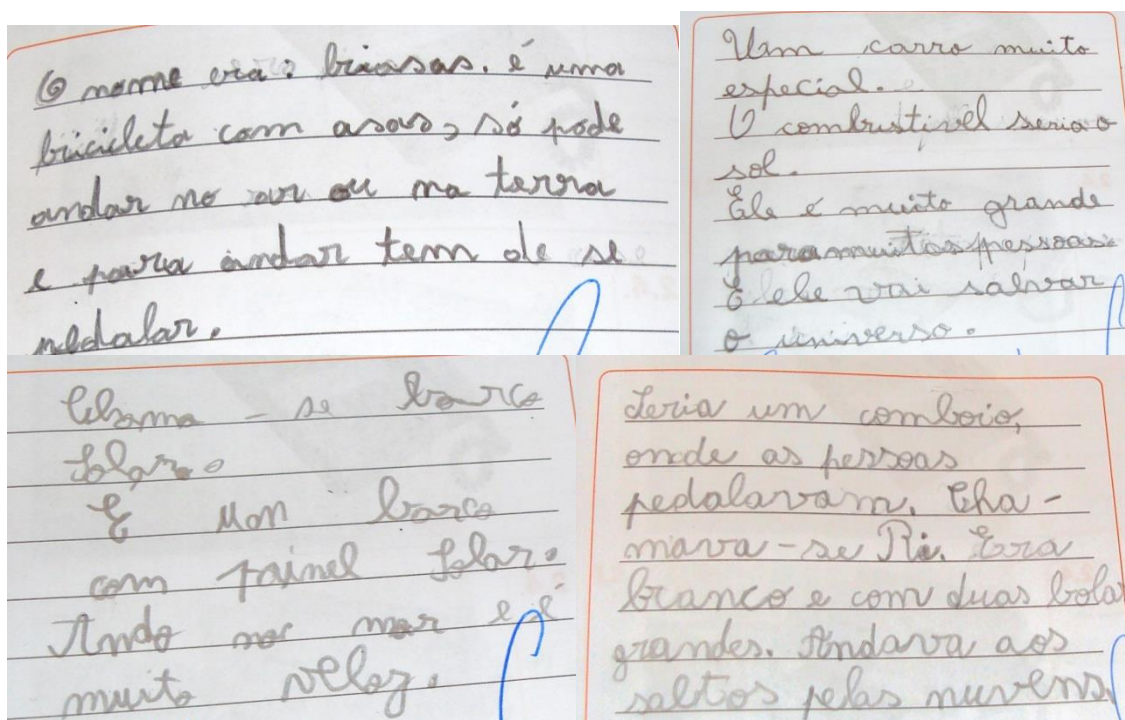 O nome era: briasas. é uma
bricicleta com asas, só pode
andar no ar ou na terra
e para andar tem de se
pedalar.
Um carro muito
especial.
O combustível seria o
sol.
Ele é muito grande
para muitas pessoas.
E ele vai salvar
o universo.
Chama-se barco
Solar.
É um barco
com painel Solar.
Anda no mar e é
muito veloz.
Seria um comboio,
onde as pessoas
pedalavam. Cha-
mava-se Ri. Era
branco e com duas bolas
grandes. Andava aos
saltos pelas nuvens.